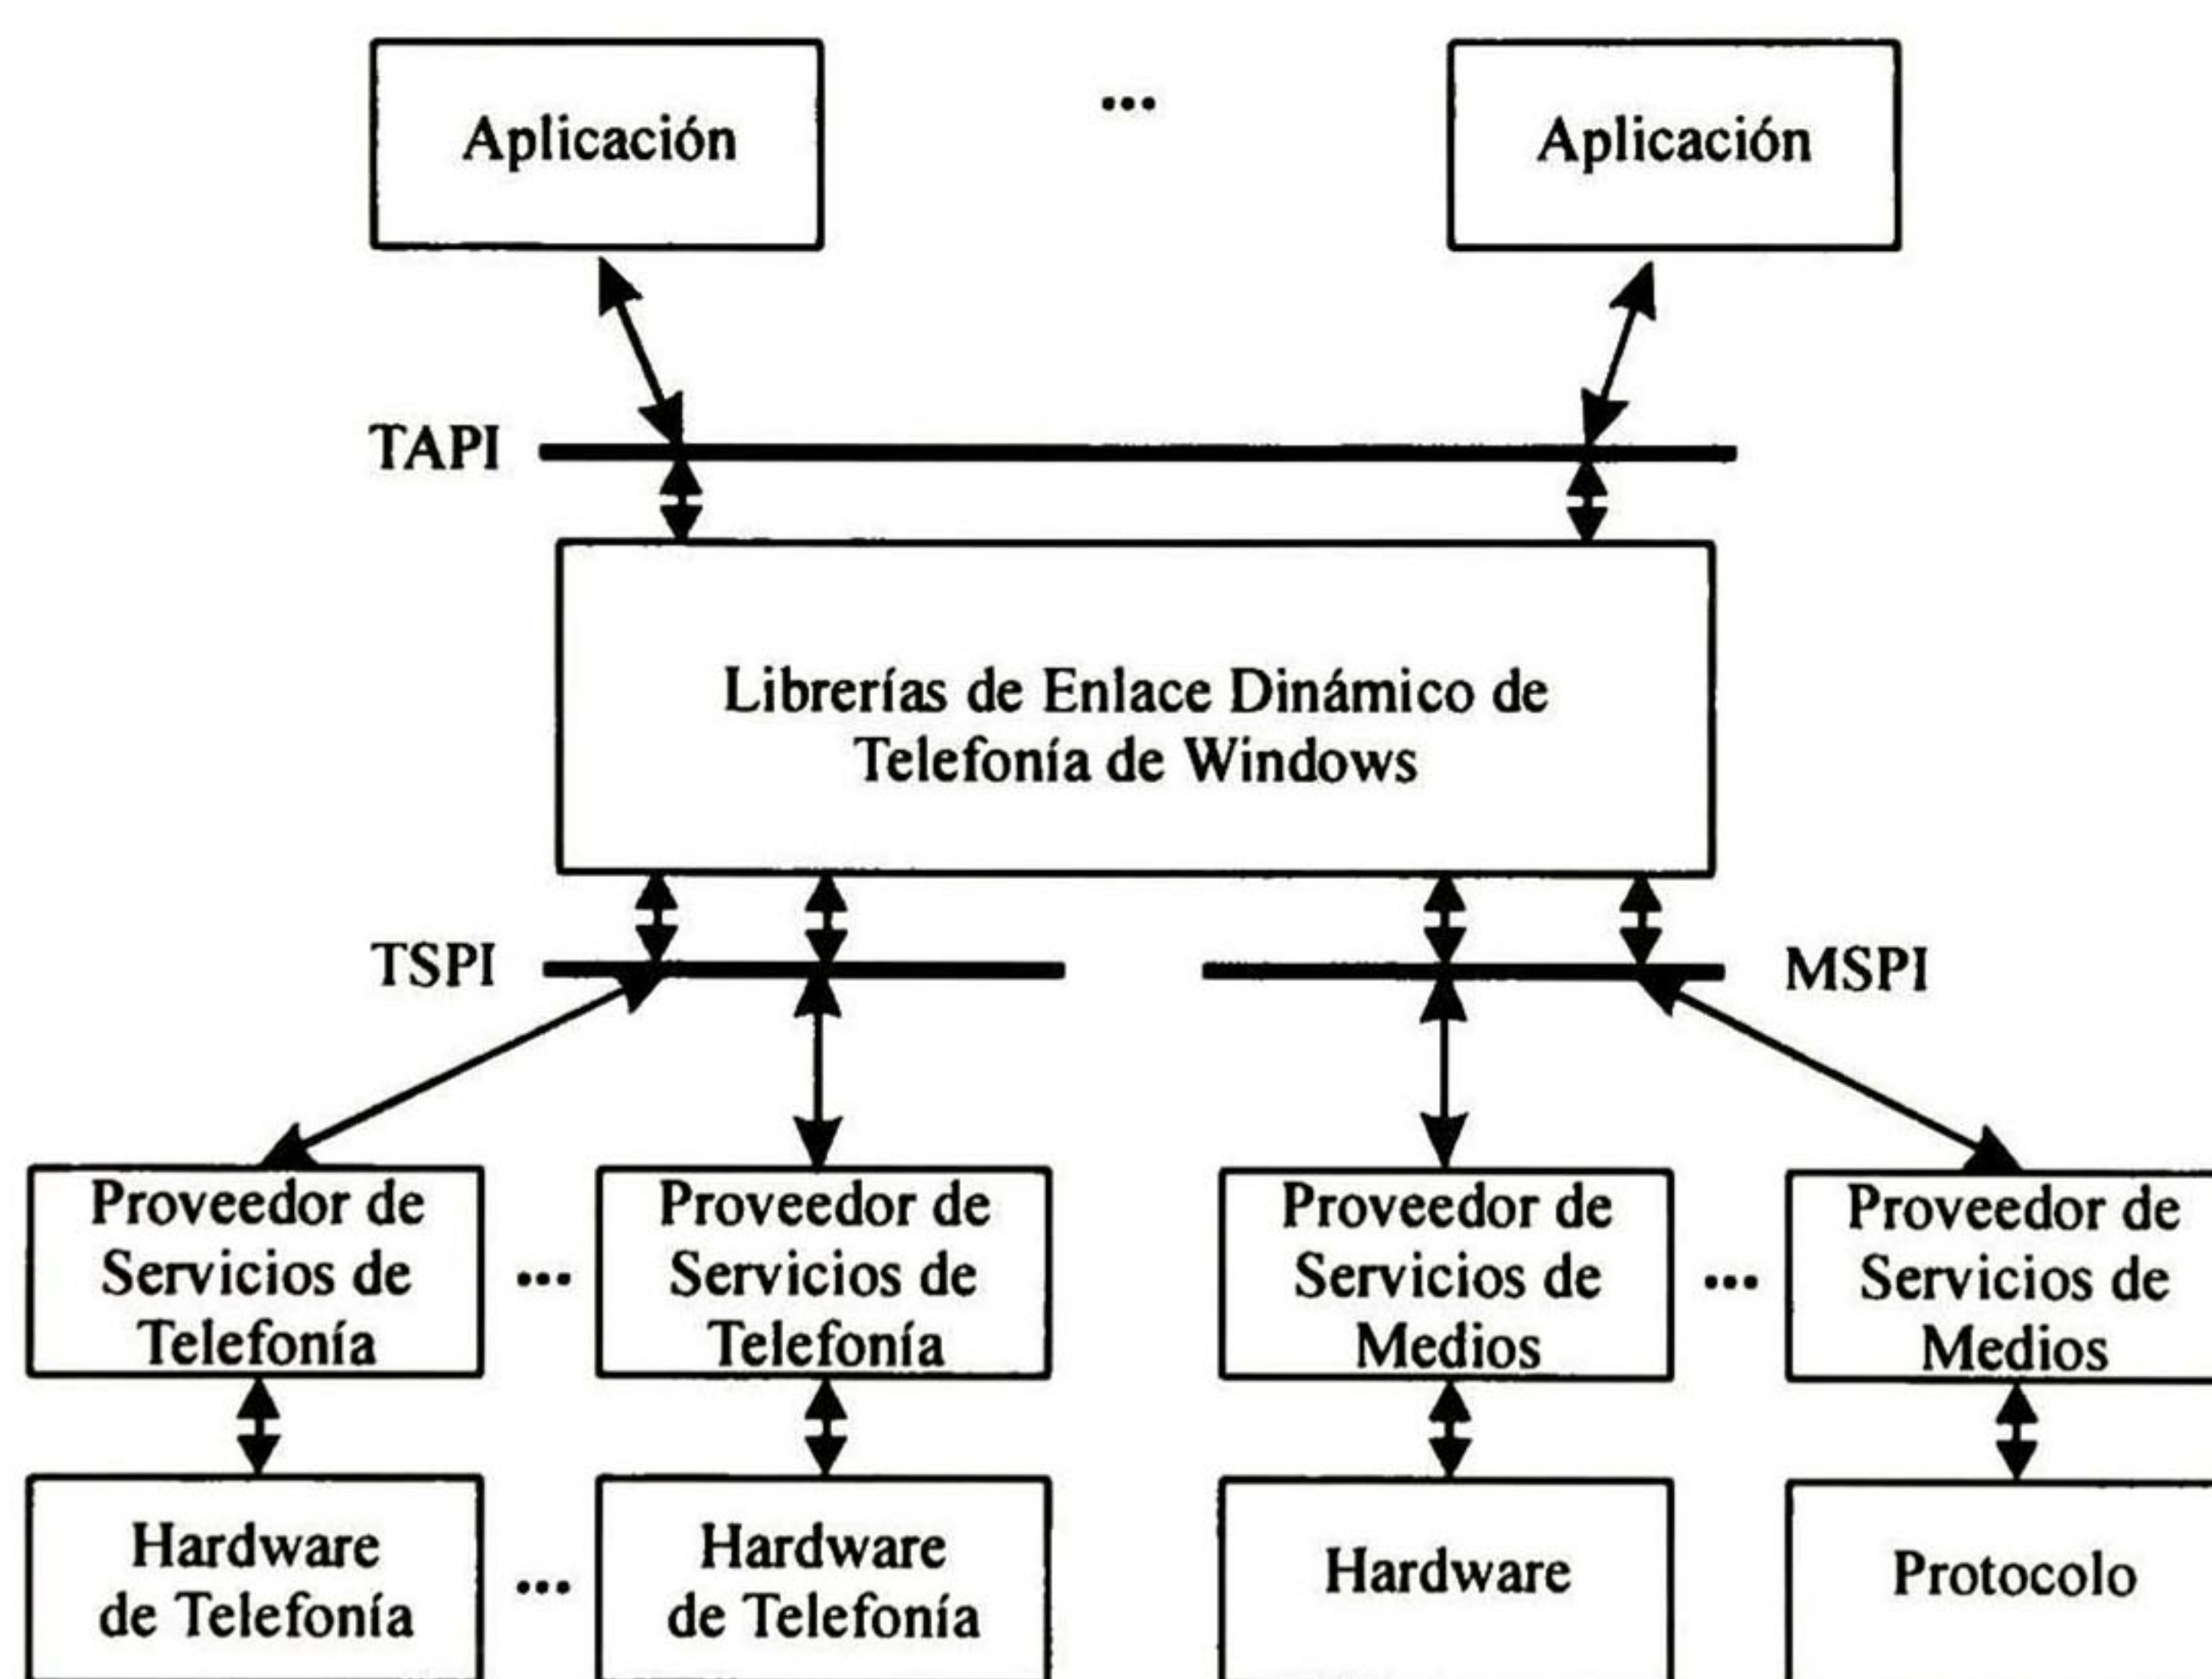 Aplicación
...
Aplicación
TAPI
Librerías de Enlace Dinámico de
Telefonía de Windows
TSPI
MSPI
Proveedor de
Servicios de
Telefonía
...
Proveedor de
Servicios de
Telefonía
Proveedor de
Servicios de
Medios
...
Proveedor de
Servicios de
Medios
Hardware
de Telefonía
...
Hardware
de Telefonía
Hardware
Protocolo